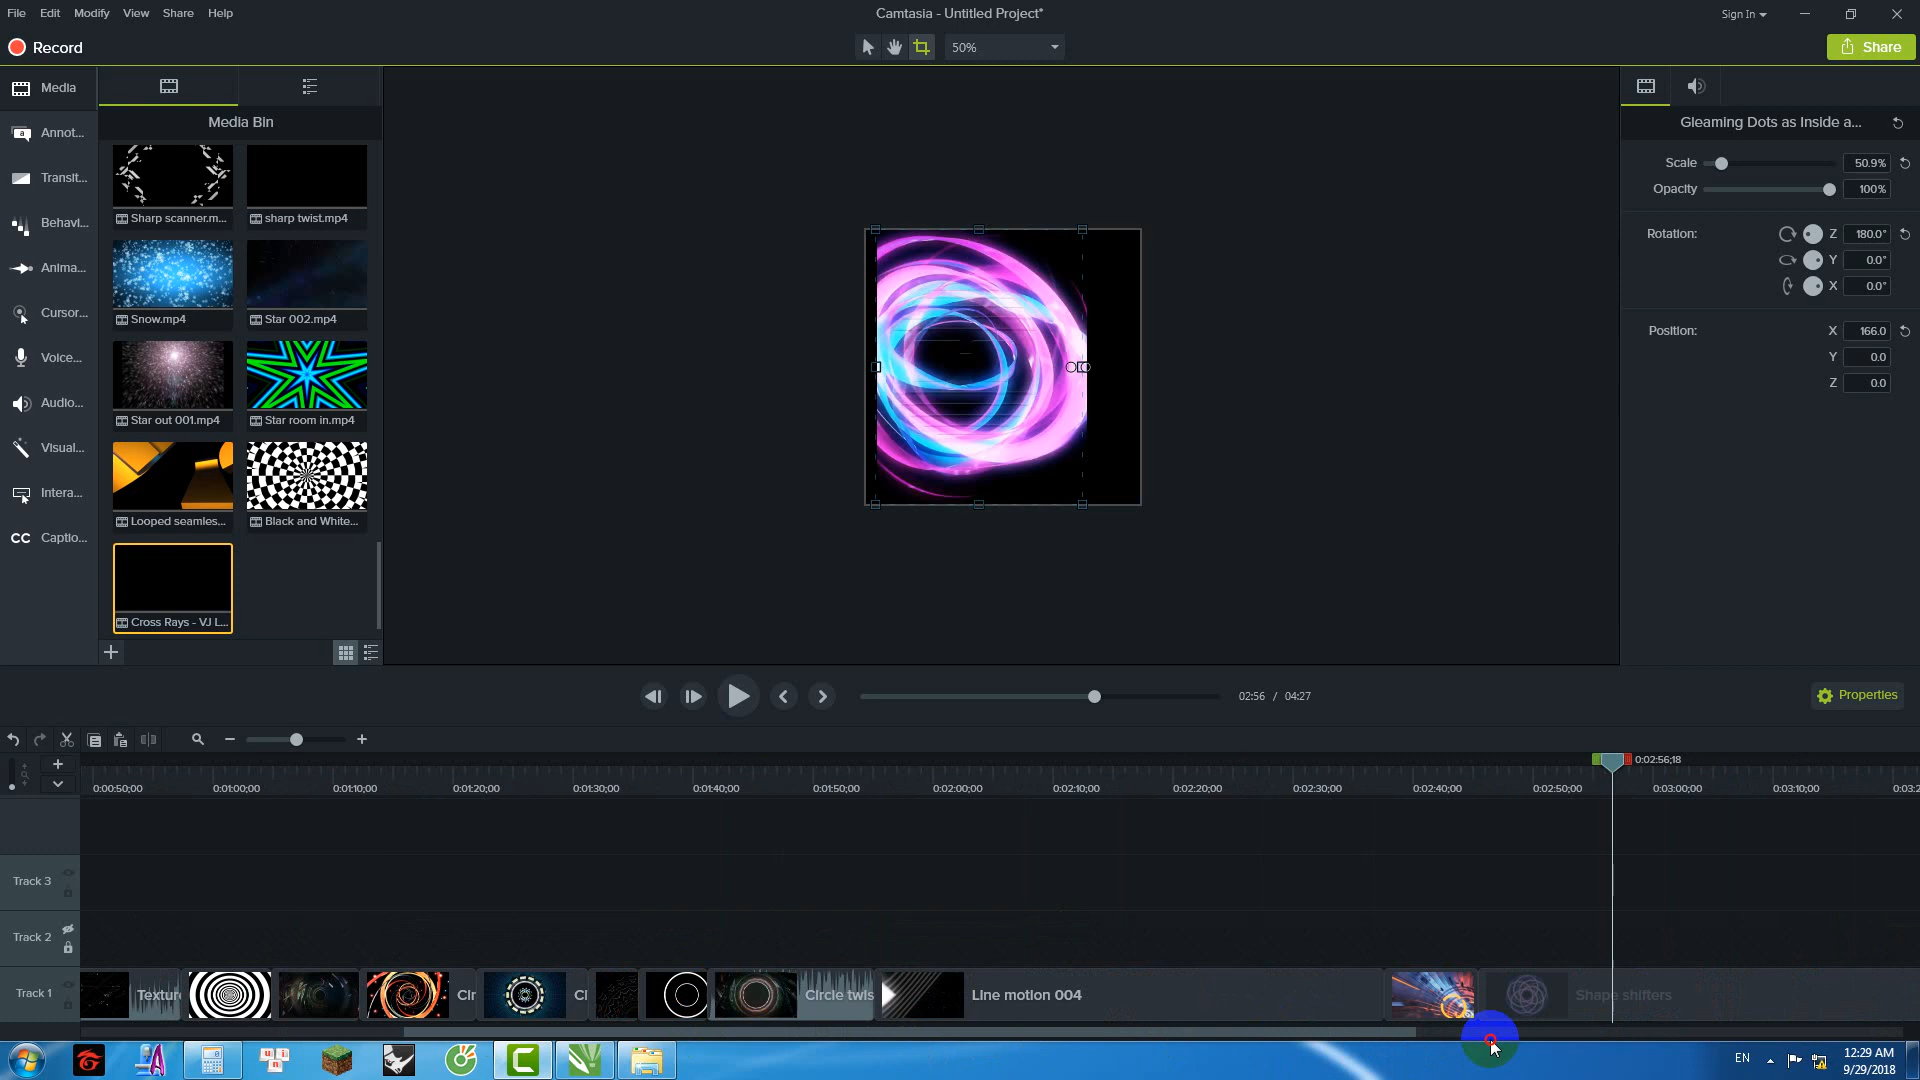 File Edit Modify View Share Help
Camtasia - Untitled Project*
Sign In
Record
50%
Share
Media
Annot...
Transit...
Behavi...
Anima...
Cursor...
Voice...
Audio...
Visual...
Intera...
CC Captio...
Media Bin
Sharp scanner.m...
sharp twist.mp4
Snow.mp4
Star 002.mp4
Star out 001.mp4
Star room in.mp4
Looped seamles...
Black and White...
Cross Rays - VJ L...
Gleaming Dots as Inside a...
Scale 50.9%
Opacity 100%
Rotation: Z 180.0°
Y 0.0°
X 0.0°
Position: X 166.0
Y 0.0
Z 0.0
02:56 / 04:27
Properties
0:02:56;18
0:00:50;00 0:01:00;00 0:01:10;00 0:01:20;00 0:01:30;00 0:01:40;00 0:01:50;00 0:02:00;00 0:02:10;00 0:02:20;00 0:02:30;00 0:02:40;00 0:02:50;00 0:03:00;00 0:03:10;00 0:03:2
Track 3
Track 2
Track 1
Textur
Cir
Ci
Circle twis
Line motion 004
Shape shifters
EN
12:29 AM
9/29/2018